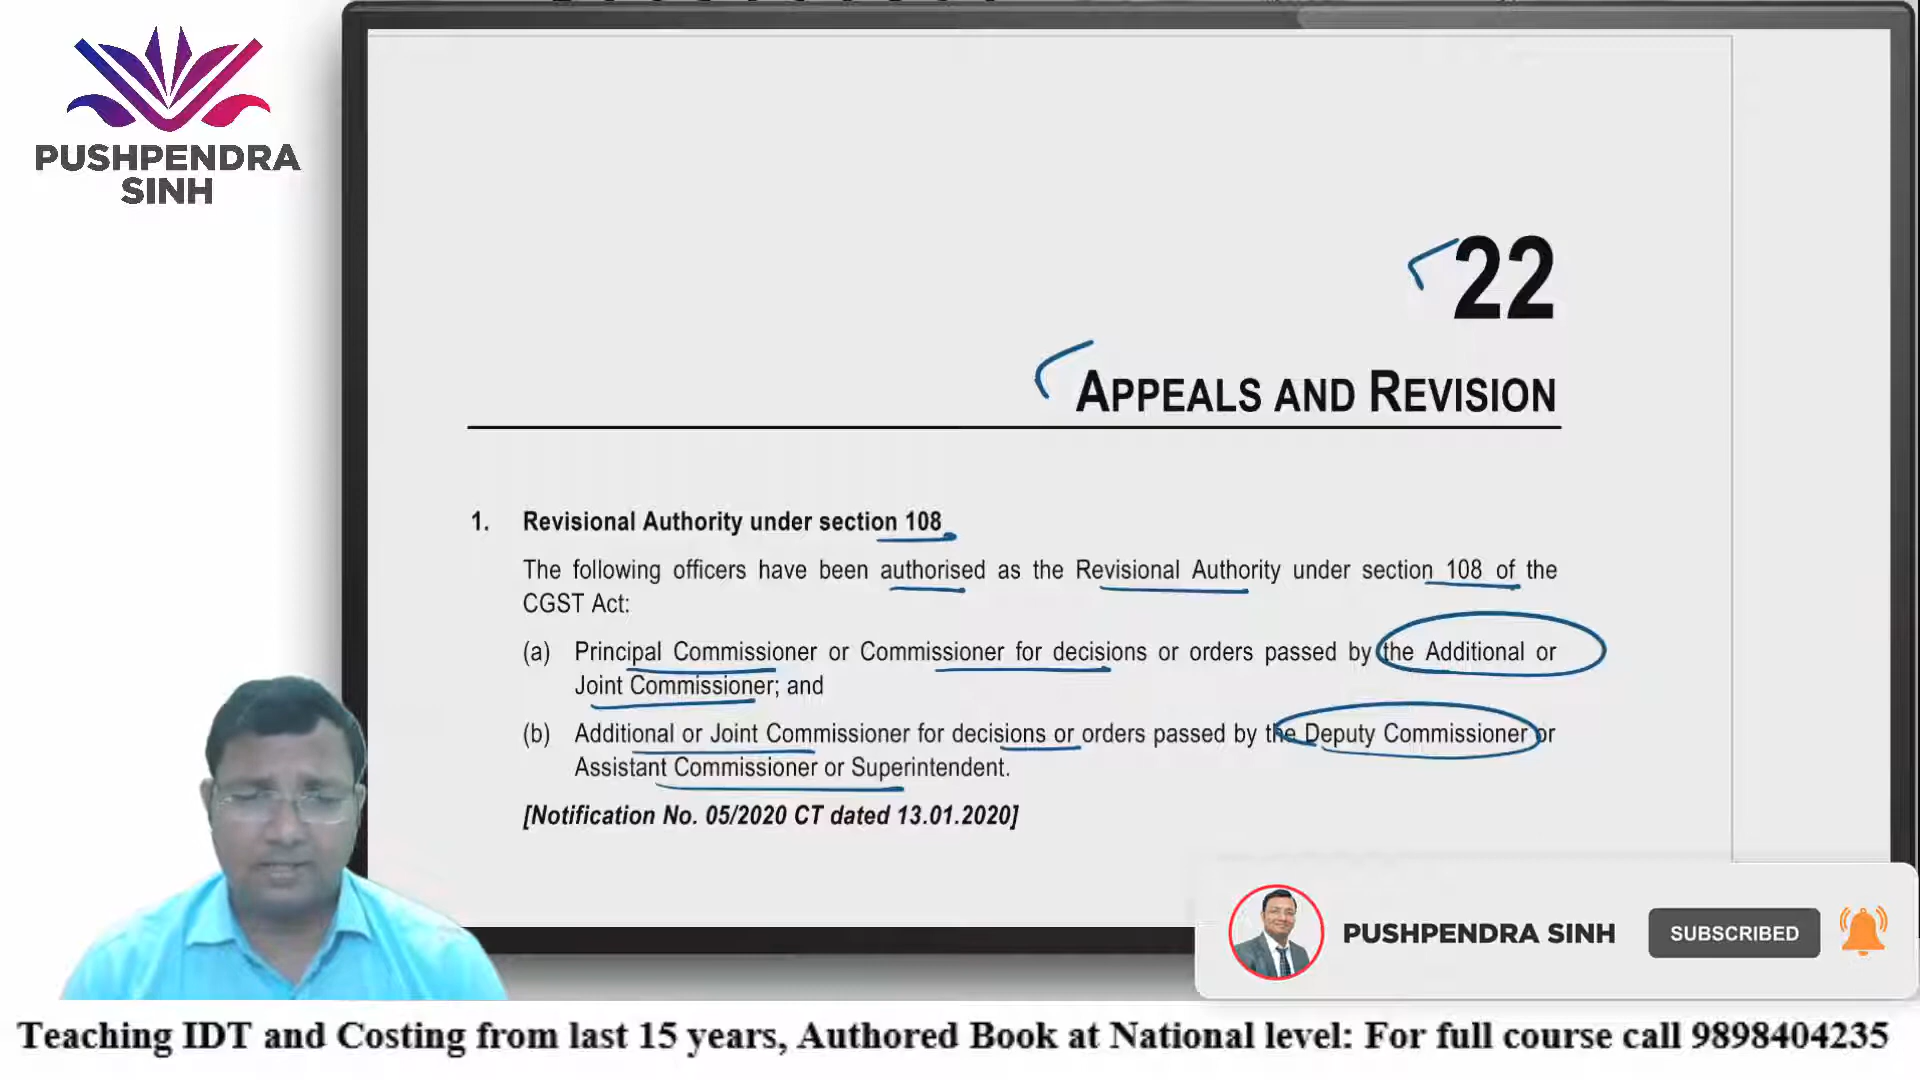 PUSHPENDRA
SINH
22
APPEALS AND REVISION
1. Revisional Authority under section 108
The following officers have been authorised as the Revisional Authority under section 108 of the
CGST Act:
(a) Principal Commissioner or Commissioner for decisions or orders passed by the Additional or
Joint Commissioner; and
(b) Additional or Joint Commissioner for decisions or orders passed by the Deputy Commissioner or
Assistant Commissioner or Superintendent.
[Notification No. 05/2020 CT dated 13.01.2020]
PUSHPENDRA SINH
SUBSCRIBED
Teaching IDT and Costing from last 15 years, Authored Book at National level: For full course call 9898404235